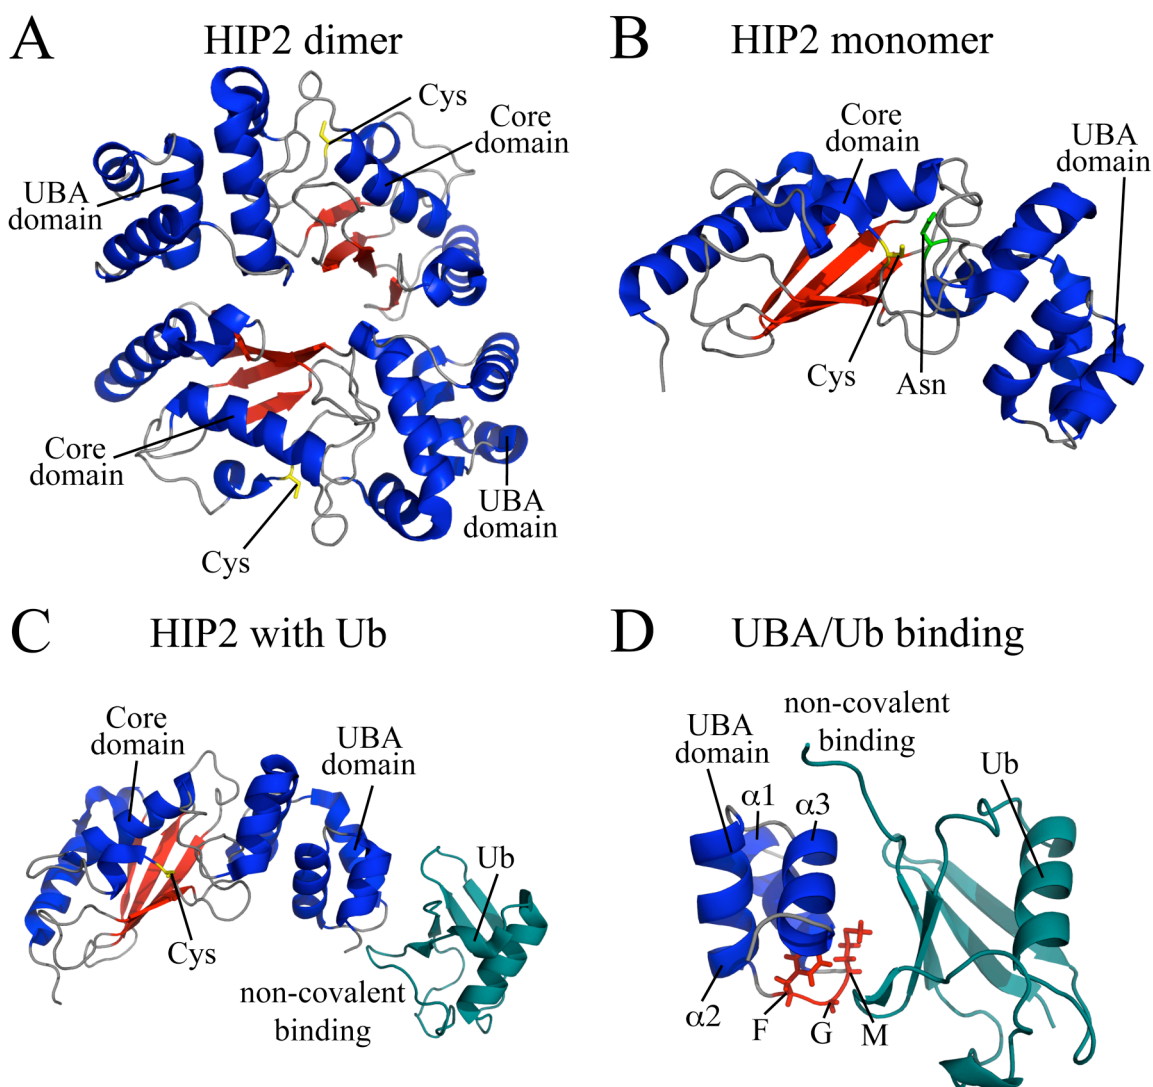 A
HIP2 dimer
Cys
Core
domain
UBA
domain
Core
domain
UBA
domain
Cys
B
HIP2 monomer
Core
domain
UBA
domain
Cys
Asn
C
HIP2 with Ub
Core
domain
UBA
domain
Ub
Cys
non-covalent
binding
D
UBA/Ub binding
non-covalent
binding
UBA
domain
Ub
α1
α3
α2
F
G
M